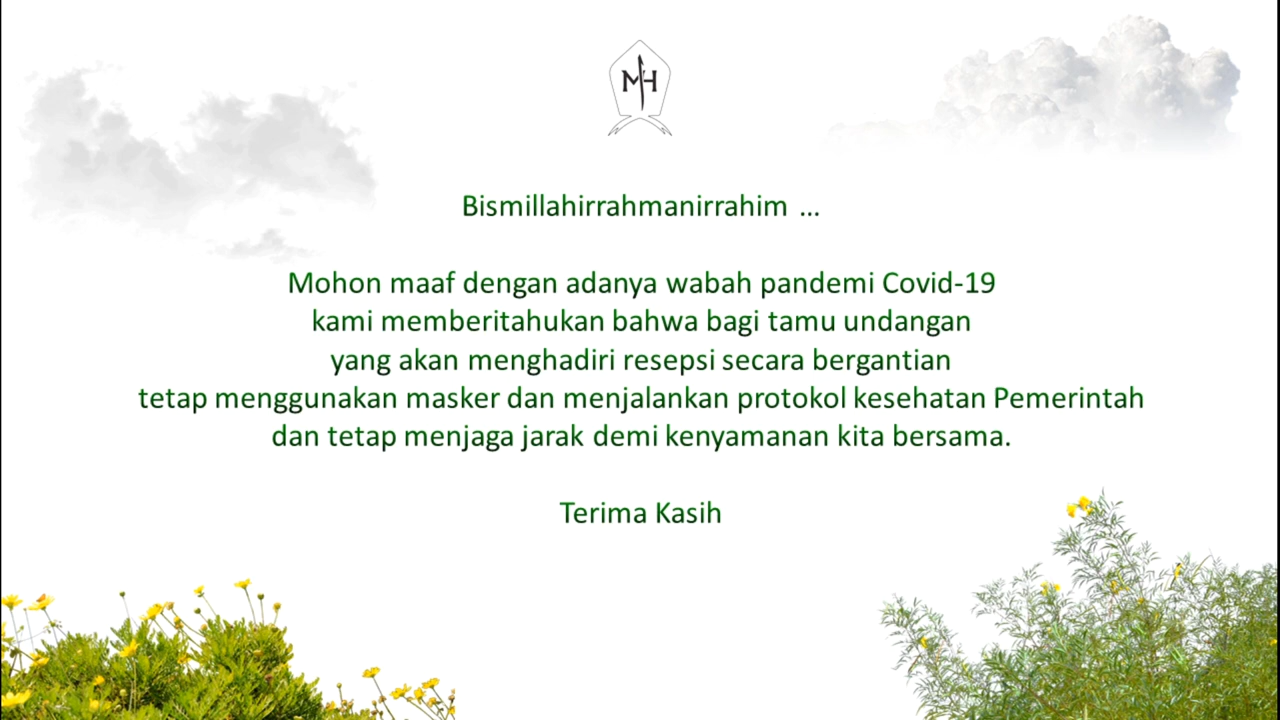 MH
Bismillahirrahmanirrahim ...
Mohon maaf dengan adanya wabah pandemi Covid-19
kami memberitahukan bahwa bagi tamu undangan
yang akan menghadiri resepsi secara bergantian
tetap menggunakan masker dan menjalankan protokol kesehatan Pemerintah
dan tetap menjaga jarak demi kenyamanan kita bersama.
Terima Kasih